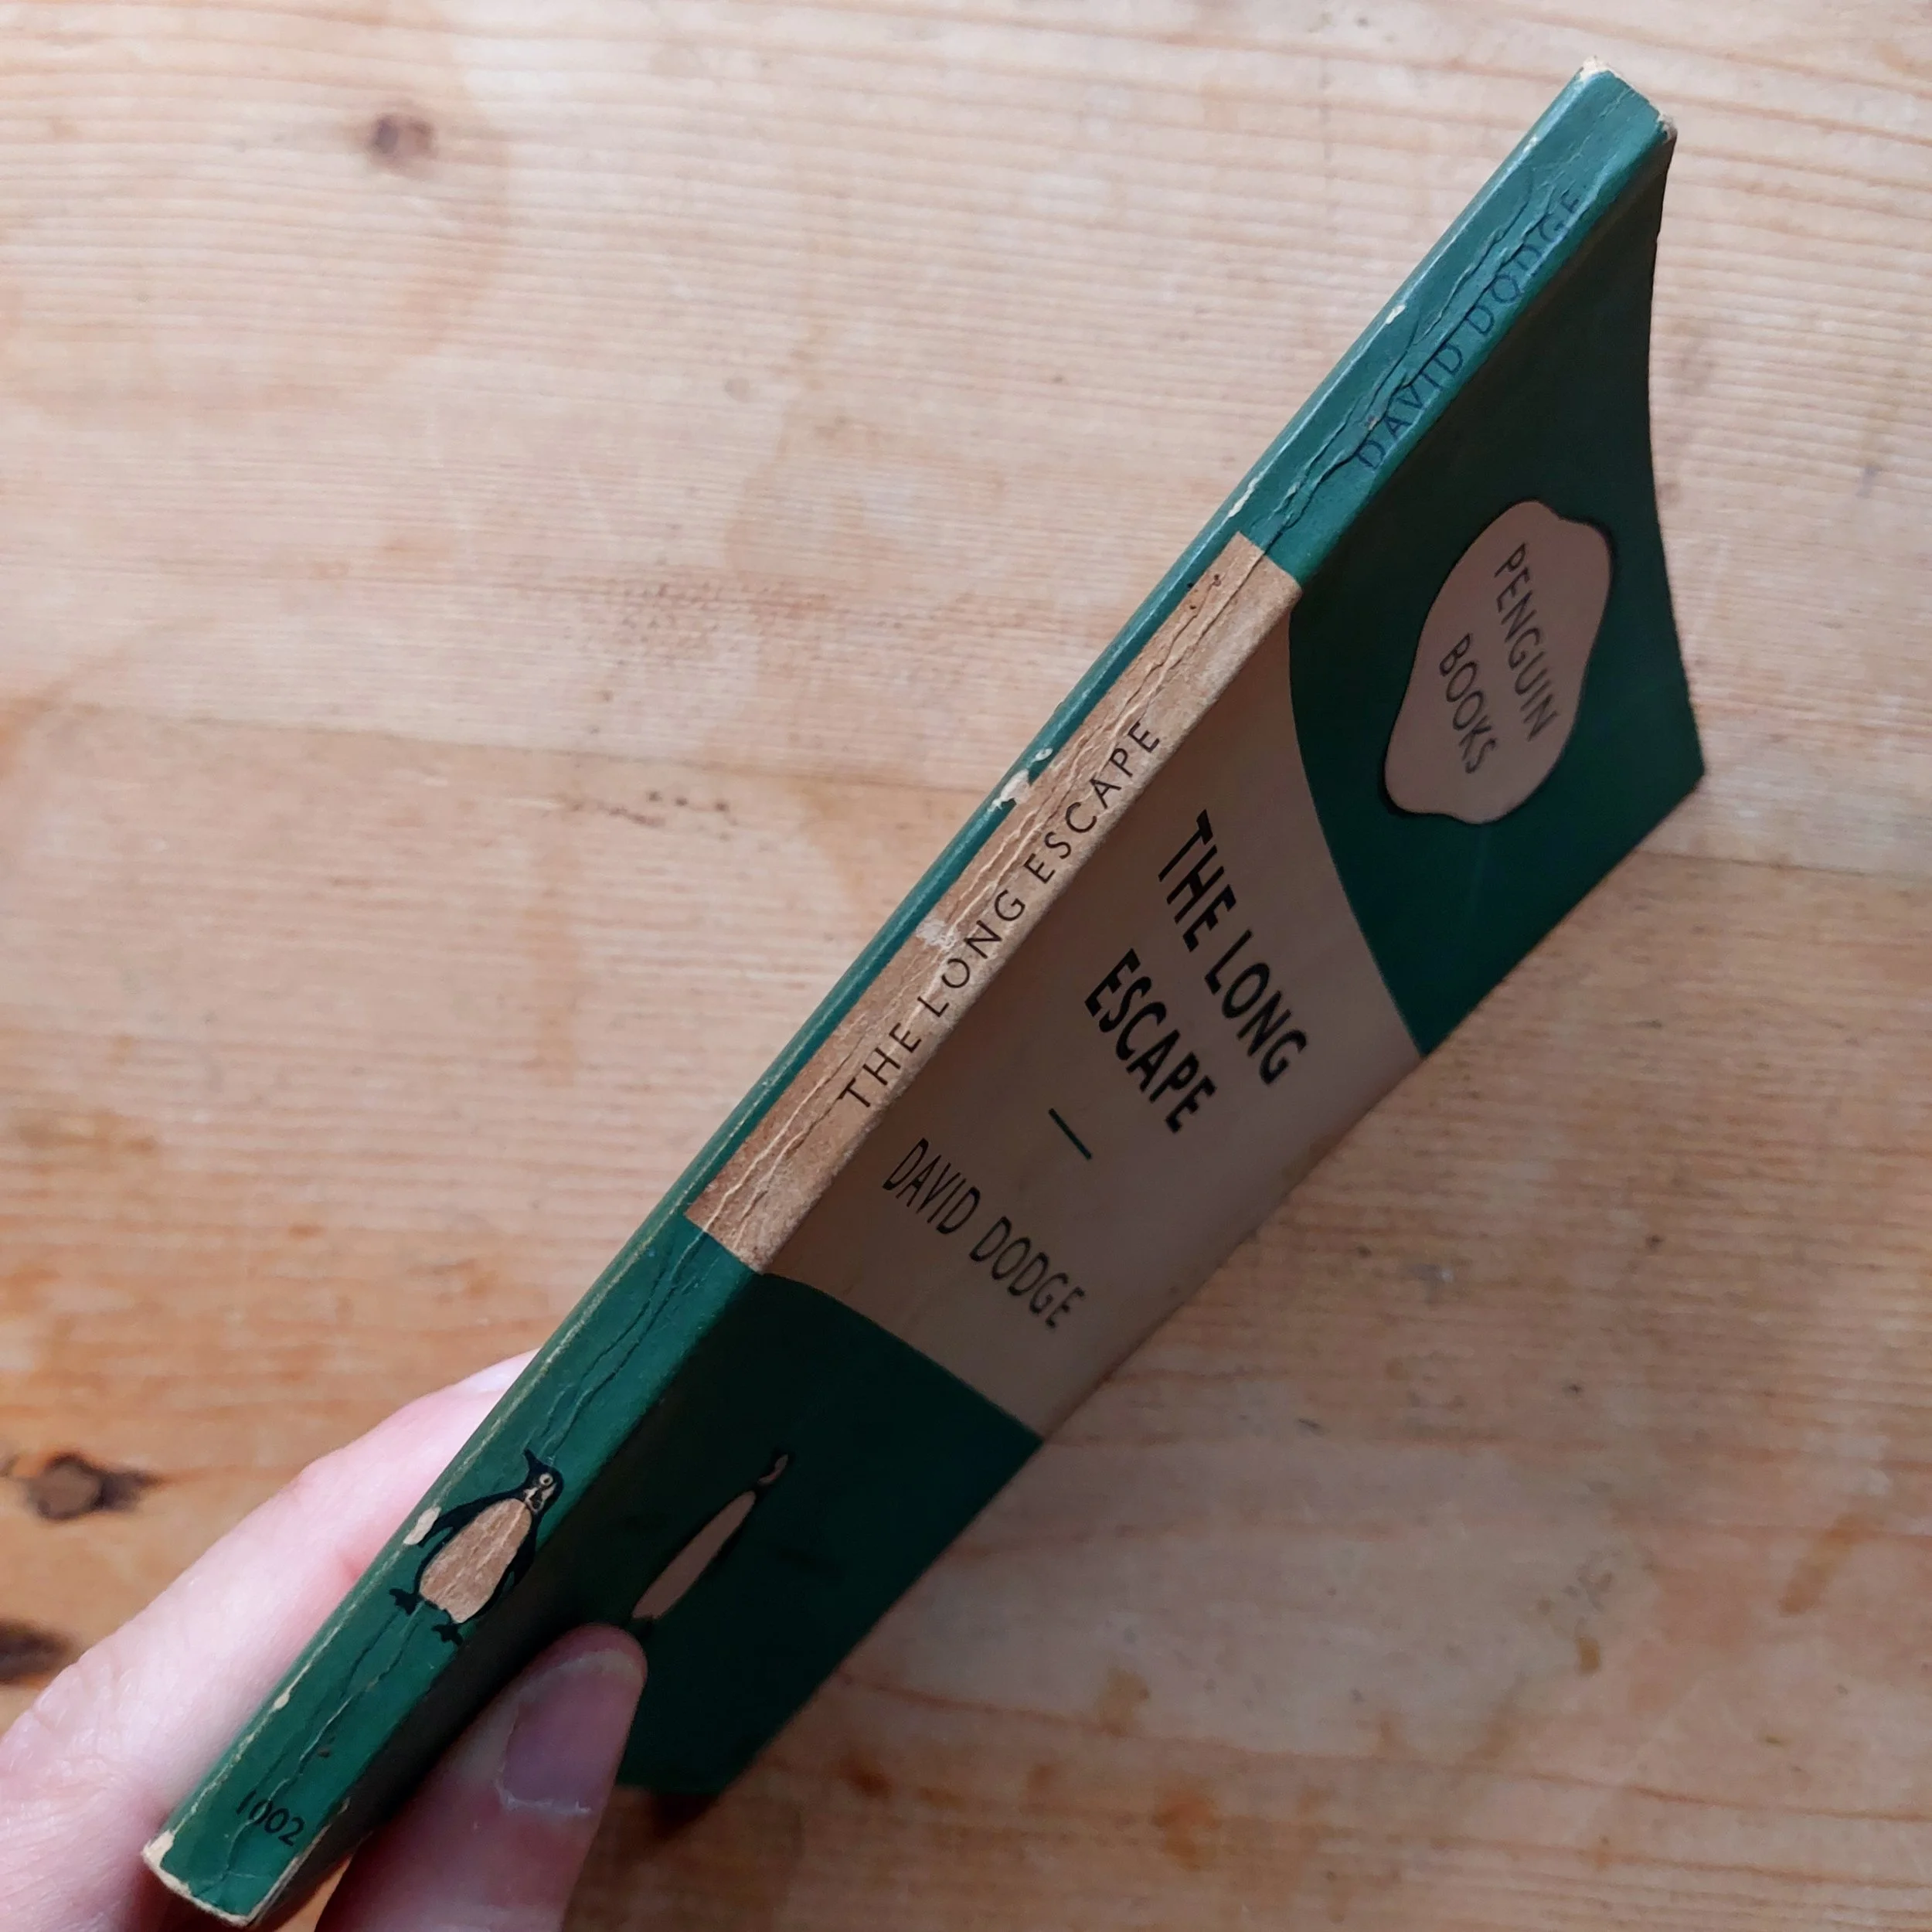 DAVID DODGE
THE LONG ESCAPE
1002
PENGUIN
BOOKS
THE LONG
ESCAPE
DAVID DODGE